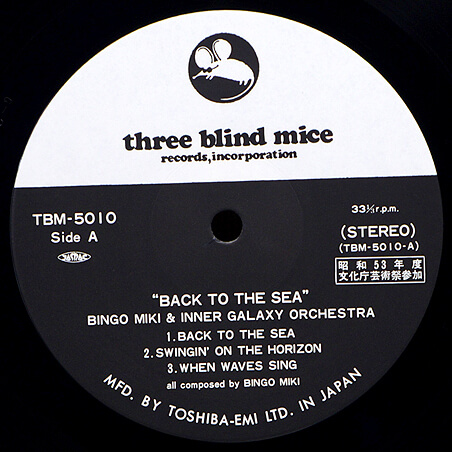 three blind mice
records, incorporation
TBM-5010
Side A
33⅓r.p.m.
(STEREO)
(TBM-5010-A)
昭和53年度
文化庁芸術祭参加
"BACK TO THE SEA"
BINGO MIKI & INNER GALAXY ORCHESTRA
1. BACK TO THE SEA
2. SWINGIN' ON THE HORIZON
3. WHEN WAVES SING
all composed by BINGO MIKI
MFD. BY TOSHIBA-EMI LTD. IN JAPAN